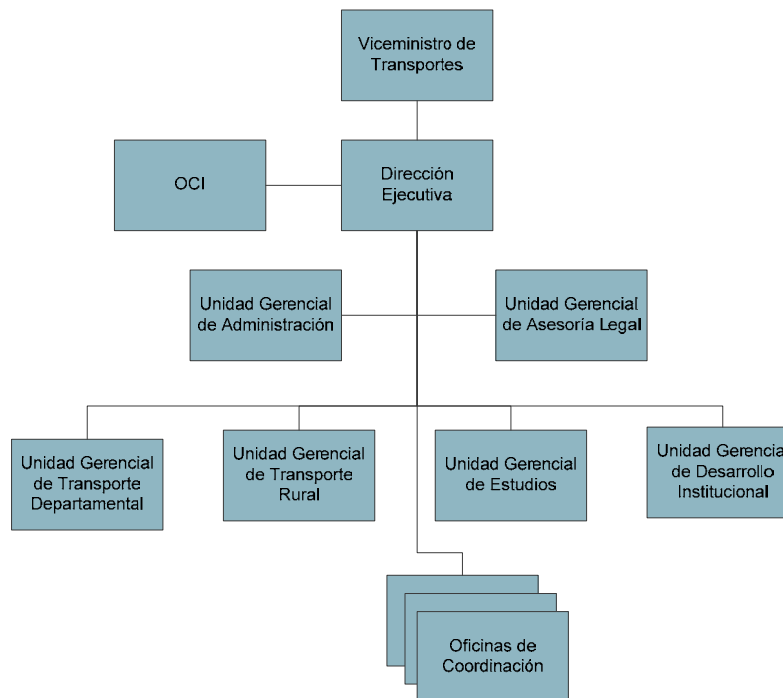 Viceministro de
Transportes
OCI
Dirección
Ejecutiva
Unidad Gerencial
de Administración
Unidad Gerencial
de Asesoría Legal
Unidad Gerencial
de Transporte
Departamental
Unidad Gerencial
de Transporte
Rural
Unidad Gerencial
de Estudios
Unidad Gerencial
de Desarrollo
Institucional
Oficinas de
Coordinación